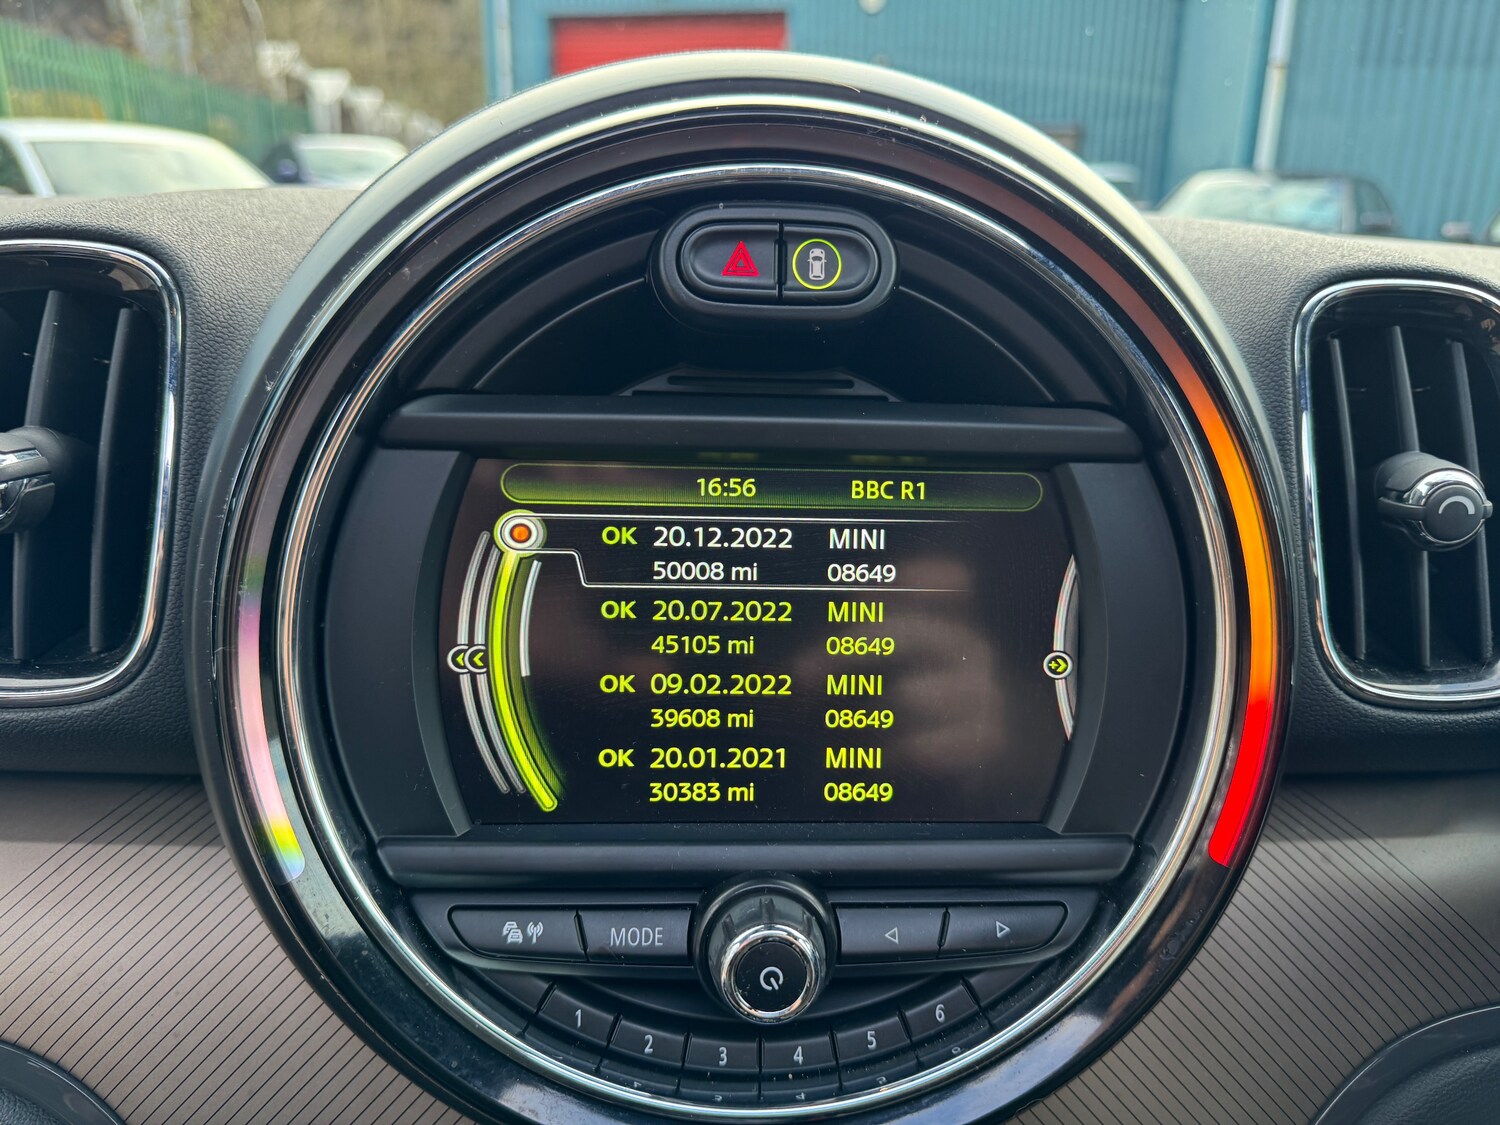 16:56 BBC R1
OK 20.12.2022 MINI
50008 mi 08649
OK 20.07.2022 MINI
45105 mi 08649
OK 09.02.2022 MINI
39608 mi 08649
OK 20.01.2021 MINI
30383 mi 08649
MODE
1 2 3 4 5 6